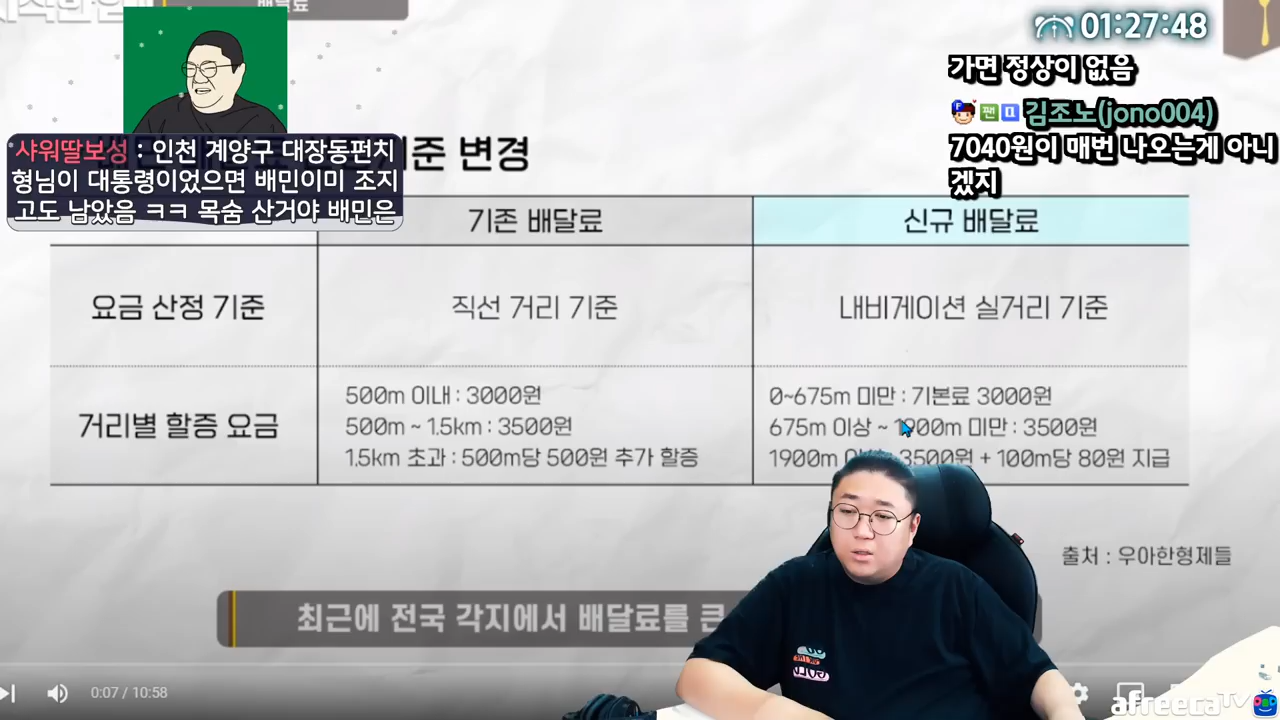 배달료
01:27:48
가면 정상이 없음
팬
김조노(jono004)
7040원이 매번 나오는게 아니
겠지
샤워딸보성 : 인천 계양구 대장동펀치
형님이 대통령이었으면 배민이미 조지
고도 남았음 ㅋㅋ 목숨 산거야 배민은
기준 변경
기존 배달료
신규 배달료
요금 산정 기준
직선 거리 기준
내비게이션 실거리 기준
거리별 할증 요금
500m 이내 : 3000원
500m ~ 1.5km : 3500원
1.5km 초과 : 500m당 500원 추가 할증
0~675m 미만 : 기본료 3000원
675m 이상 ~ 1900m 미만 : 3500원
1900m 3500원 + 100m당 80원 지급
출처 : 우아한형제들
최근에 전국 각지에서 배달료를 큰
0:07 / 10:58
afreecaTV